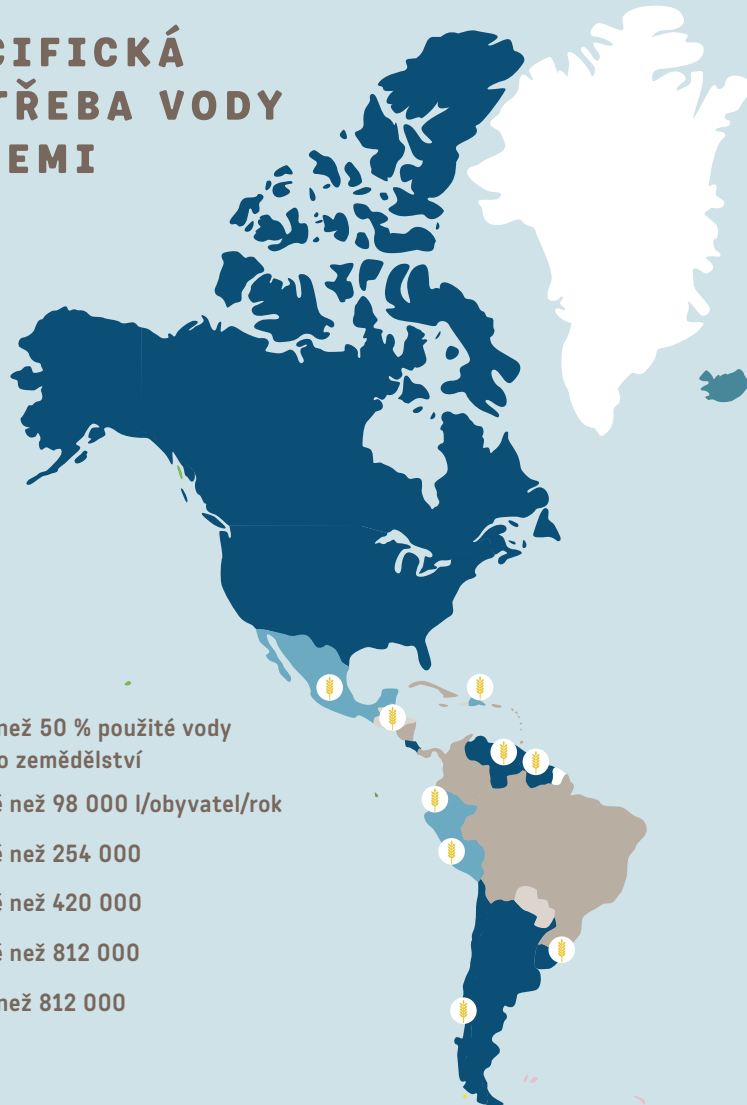 CIFICKÁ
TŘEBA VODY
EMI
než 50 % použité vody
o zemědělství
ě než 98 000 l/obyvatel/rok
ě než 254 000
ě než 420 000
ě než 812 000
než 812 000